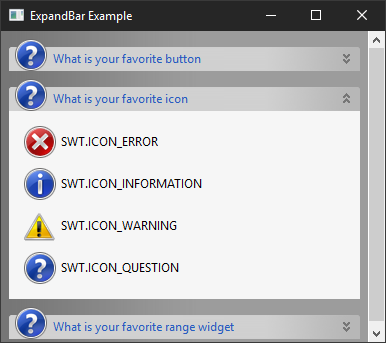 ExpandBar Example
What is your favorite button
What is your favorite icon
SWT.ICON_ERROR
SWT.ICON_INFORMATION
SWT.ICON_WARNING
SWT.ICON_QUESTION
What is your favorite range widget